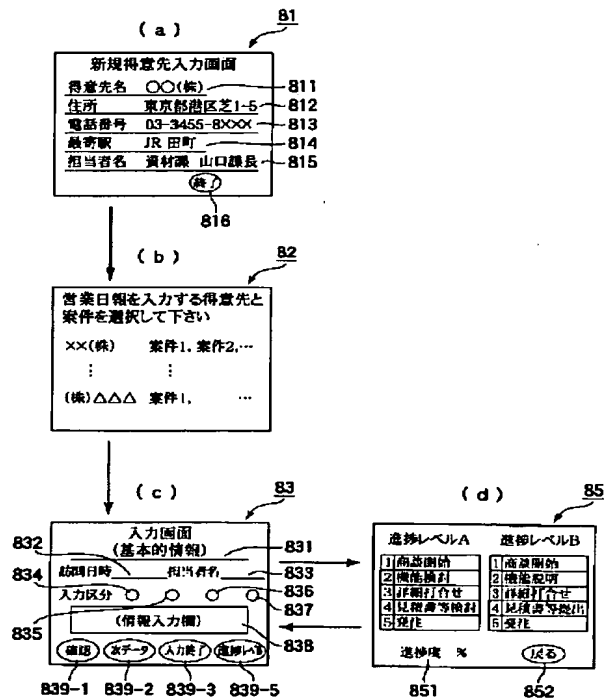 (a)
81
新規得意先入力画面
得意先名 〇〇(株) 811
住所 東京都港区芝1-5 812
電話番号 03-3455-8××× 813
最寄駅 JR 田町 814
担当者名 資材課 山口課長 815
終了
816
(b)
82
営業日報を入力する得意先と
案件を選択して下さい
××(株) 案件1, 案件2,…
⋮ ⋮
(株)△△△ 案件1, …
(c)
83
入力画面
(基本的情報) 831
832 訪問日時 担当者名 833
834 入力区分 836
835 837
(情報入力欄) 838
確認 次データ 入力終了 進捗レベル
839-1 839-2 839-3 839-5
(d)
85
進捗レベルA 進捗レベルB
1 商談開始 1 商談開始
2 機能検討 2 機能説明
3 詳細打合せ 3 詳細打合せ
4 見積書等検討 4 見積書等提出
5 発注 5 受注
進捗度 % 戻る
851 852